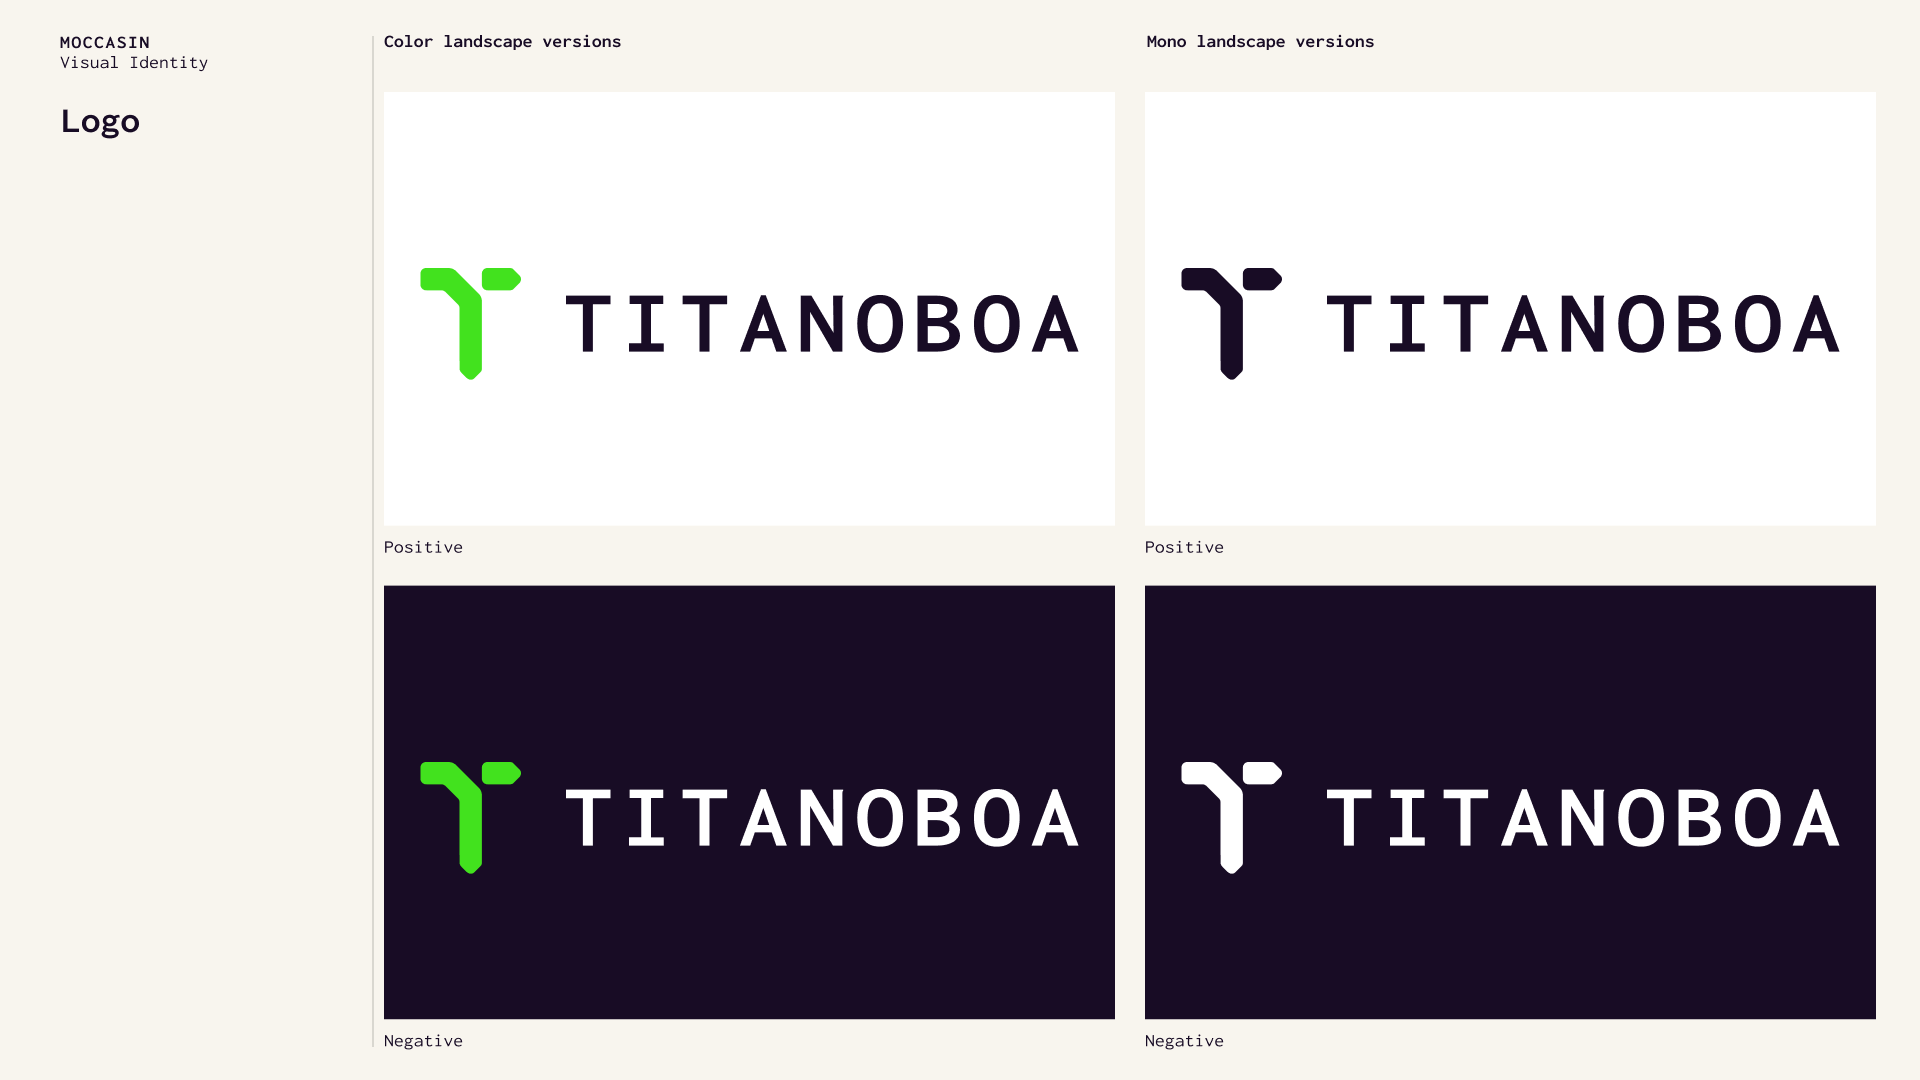 MOCCASIN
Visual Identity
Logo
Color landscape versions
TITANOBOA
Positive
TITANOBOA
Negative
Mono landscape versions
TITANOBOA
Positive
TITANOBOA
Negative